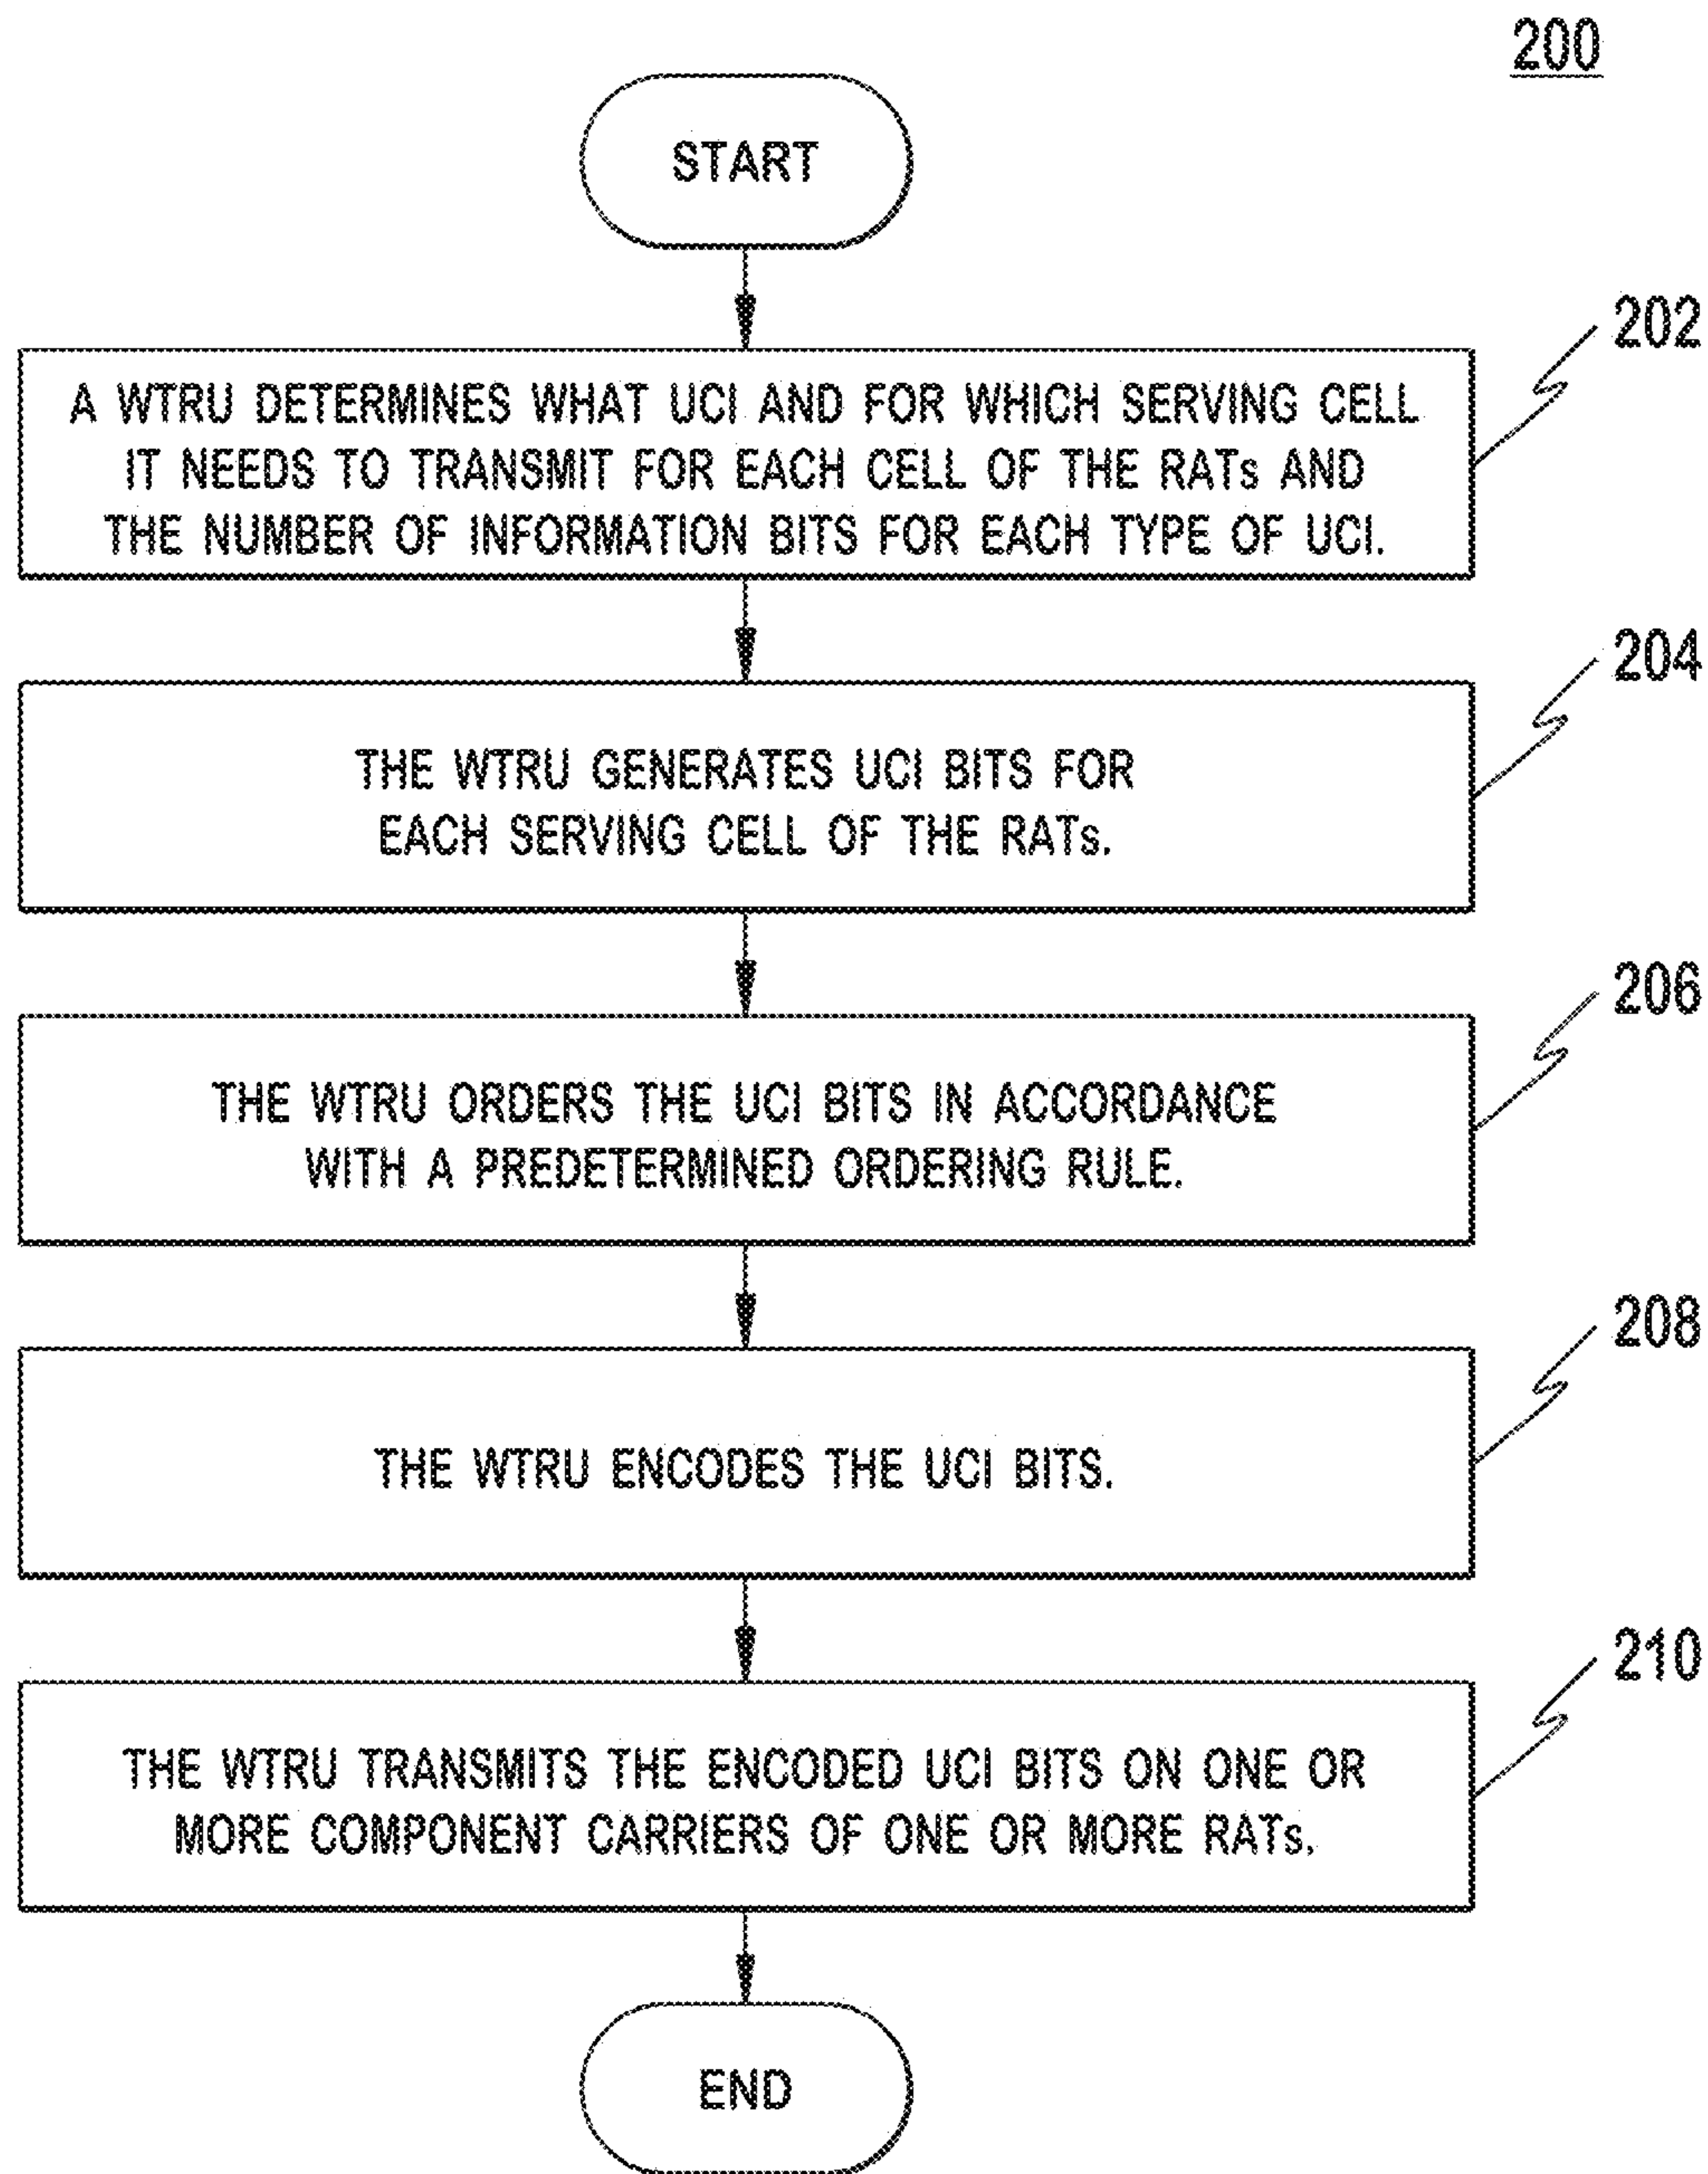 200
START
202
A WTRU DETERMINES WHAT UCI AND FOR WHICH SERVING CELL
IT NEEDS TO TRANSMIT FOR EACH CELL OF THE RATs AND
THE NUMBER OF INFORMATION BITS FOR EACH TYPE OF UCI.
204
THE WTRU GENERATES UCI BITS FOR
EACH SERVING CELL OF THE RATs.
206
THE WTRU ORDERS THE UCI BITS IN ACCORDANCE
WITH A PREDETERMINED ORDERING RULE.
208
THE WTRU ENCODES THE UCI BITS.
210
THE WTRU TRANSMITS THE ENCODED UCI BITS ON ONE OR
MORE COMPONENT CARRIERS OF ONE OR MORE RATs.
END